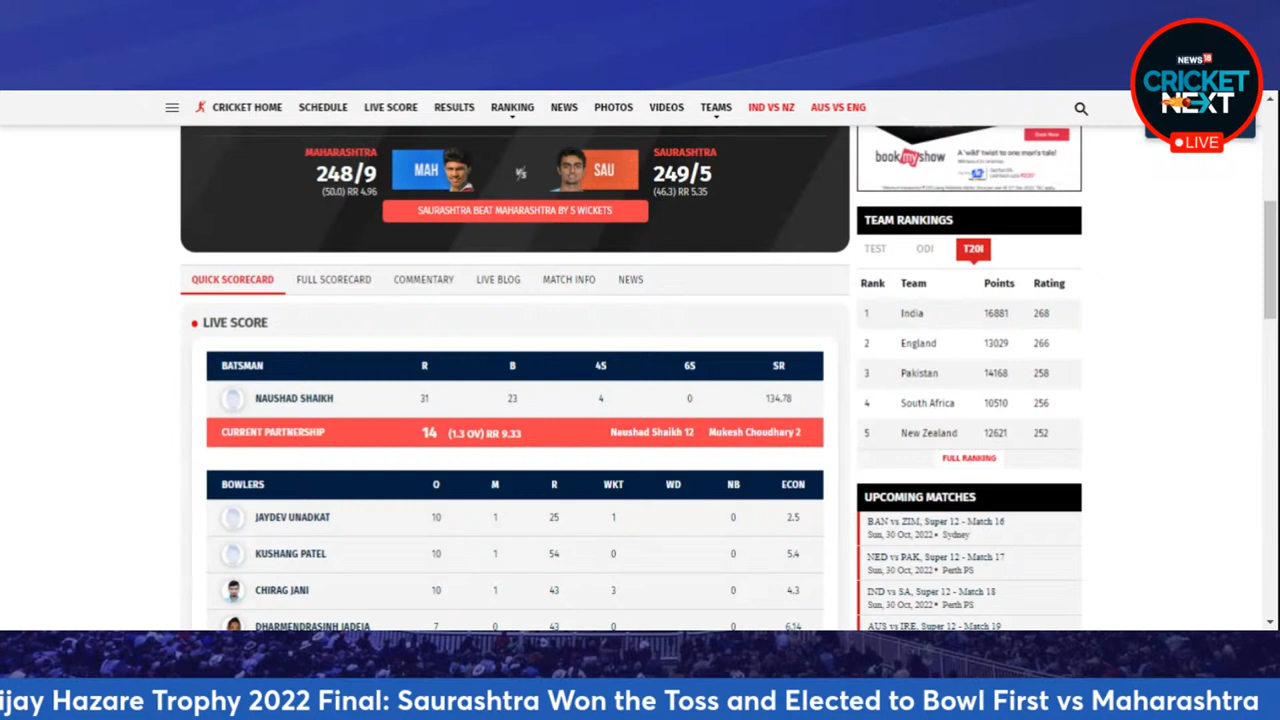 NEWS18
CRICKET
NEXT
LIVE
CRICKET HOME SCHEDULE LIVE SCORE RESULTS RANKING NEWS PHOTOS VIDEOS TEAMS IND VS NZ AUS VS ENG
MAHARASHTRA
248/9
(50.0) RR 4.96
MAH
VS
SAU
SAURASHTRA
249/5
(46.3) RR 5.35
SAURASHTRA BEAT MAHARASHTRA BY 5 WICKETS
Book Now
bookmyshow
A 'wild' twist to one man's tale!
QUICK SCORECARD FULL SCORECARD COMMENTARY LIVE BLOG MATCH INFO NEWS
LIVE SCORE
BATSMAN R B 4S 6S SR
NAUSHAD SHAIKH 31 23 4 0 134.78
CURRENT PARTNERSHIP 14 (1.3 OV) RR 9.33 Naushad Shaikh 12 Mukesh Choudhary 2
BOWLERS O M R WKT WD NB ECON
JAYDEV UNADKAT 10 1 25 1 0 2.5
KUSHANG PATEL 10 1 54 0 0 5.4
CHIRAG JANI 10 1 43 3 0 4.3
DHARMENDRASINH JADEJA 7 0 43 0 0 6.14
TEAM RANKINGS
TEST ODI T20I
Rank Team Points Rating
1 India 16881 268
2 England 13029 266
3 Pakistan 14168 258
4 South Africa 10510 256
5 New Zealand 12621 252
FULL RANKING
UPCOMING MATCHES
BAN vs ZIM, Super 12 - Match 16
Sun, 30 Oct, 2022• Sydney
NED vs PAK, Super 12 - Match 17
Sun, 30 Oct, 2022• Perth PS
IND vs SA, Super 12 - Match 18
Sun, 30 Oct, 2022• Perth PS
AUS vs IRE, Super 12 - Match 19
ijay Hazare Trophy 2022 Final: Saurashtra Won the Toss and Elected to Bowl First vs Maharashtra